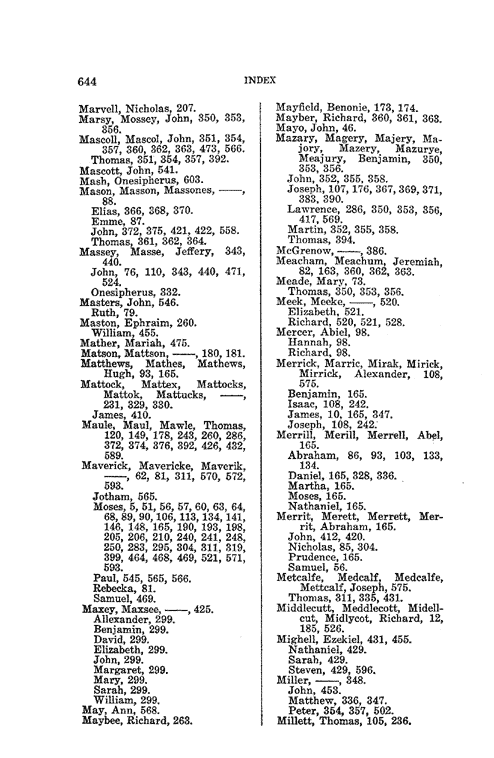 644
INDEX
Marvell, Nicholas, 207.
Marsy, Mossey, John, 350, 353,
356.
Mascoll, Mascol, John, 351, 354,
357, 360, 362, 363, 473, 566.
Thomas, 351, 354, 357, 392.
Mascott, John, 541.
Mash, Onesipherus, 603.
Mason, Masson, Massones, ——,
88.
Elias, 366, 368, 370.
Emme, 87.
John, 372, 375, 421, 422, 558.
Thomas, 361, 362, 364.
Massey, Masse, Jeffery, 343,
440.
John, 76, 110, 343, 440, 471,
524.
Onesipherus, 332.
Masters, John, 546.
Ruth, 79.
Maston, Ephraim, 260.
William, 455.
Mather, Mariah, 475.
Matson, Mattson, ——, 180, 181.
Matthews, Mathes, Mathews,
Hugh, 93, 165.
Mattock, Mattex, Mattocks,
Mattok, Mattucks, ——,
231, 329, 330.
James, 410.
Maule, Maul, Mawle, Thomas,
120, 149, 178, 243, 260, 286,
372, 374, 376, 392, 426, 432,
589.
Maverick, Mavericke, Maverik,
——, 62, 81, 311, 570, 572,
593.
Jotham, 565.
Moses, 5, 51, 56, 57, 60, 63, 64,
68, 89, 90, 106, 113, 134, 141,
146, 148, 165, 190, 193, 198,
205, 206, 210, 240, 241, 248,
250, 283, 295, 304, 311, 319,
399, 464, 468, 469, 521, 571,
593.
Paul, 545, 565, 566.
Rebecka, 81.
Samuel, 469.
Maxey, Maxsee, ——, 425.
Allexander, 299.
Benjamin, 299.
David, 299.
Elizabeth, 299.
John, 299.
Margaret, 299.
Mary, 299.
Sarah, 299.
William, 299.
May, Ann, 568.
Maybee, Richard, 263.
Mayfield, Benonie, 173, 174.
Mayber, Richard, 360, 361, 363.
Mayo, John, 46.
Mazary, Magery, Majery, Ma-
jory, Mazery, Mazurye,
Meajury, Benjamin, 350,
353, 356.
John, 352, 355, 358.
Joseph, 107, 176, 367, 369, 371,
383, 390.
Lawrence, 286, 350, 353, 356,
417, 569.
Martin, 352, 355, 358.
Thomas, 394.
McGrenow, ——, 386.
Meacham, Meachum, Jeremiah,
82, 163, 360, 362, 363.
Meade, Mary, 73.
Thomas, 350, 353, 356.
Meek, Meeke, ——, 520.
Elizabeth, 521.
Richard, 520, 521, 528.
Mercer, Abiel, 98.
Hannah, 98.
Richard, 98.
Merrick, Marric, Mirak, Mirick,
Mirrick, Alexander, 108,
575.
Benjamin, 165.
Isaac, 108, 242.
James, 10, 165, 347.
Joseph, 108, 242.
Merrill, Merill, Merrell, Abel,
165.
Abraham, 86, 93, 103, 133,
134.
Daniel, 165, 328, 336.
Martha, 165.
Moses, 165.
Nathaniel, 165.
Merrit, Merett, Merrett, Mer-
rit, Abraham, 165.
John, 412, 420.
Nicholas, 85, 304.
Prudence, 165.
Samuel, 56.
Metcalfe, Medcalf, Medcalfe,
Mettcalf, Joseph, 575.
Thomas, 311, 335, 431.
Middlecutt, Meddlecott, Midell-
cut, Midlycot, Richard, 12,
185, 526.
Mighell, Ezekiel, 431, 455.
Nathaniel, 429.
Sarah, 429.
Steven, 429, 596.
Miller, ——, 348.
John, 453.
Matthew, 336, 347.
Peter, 354, 357, 502.
Millett, Thomas, 105, 236.